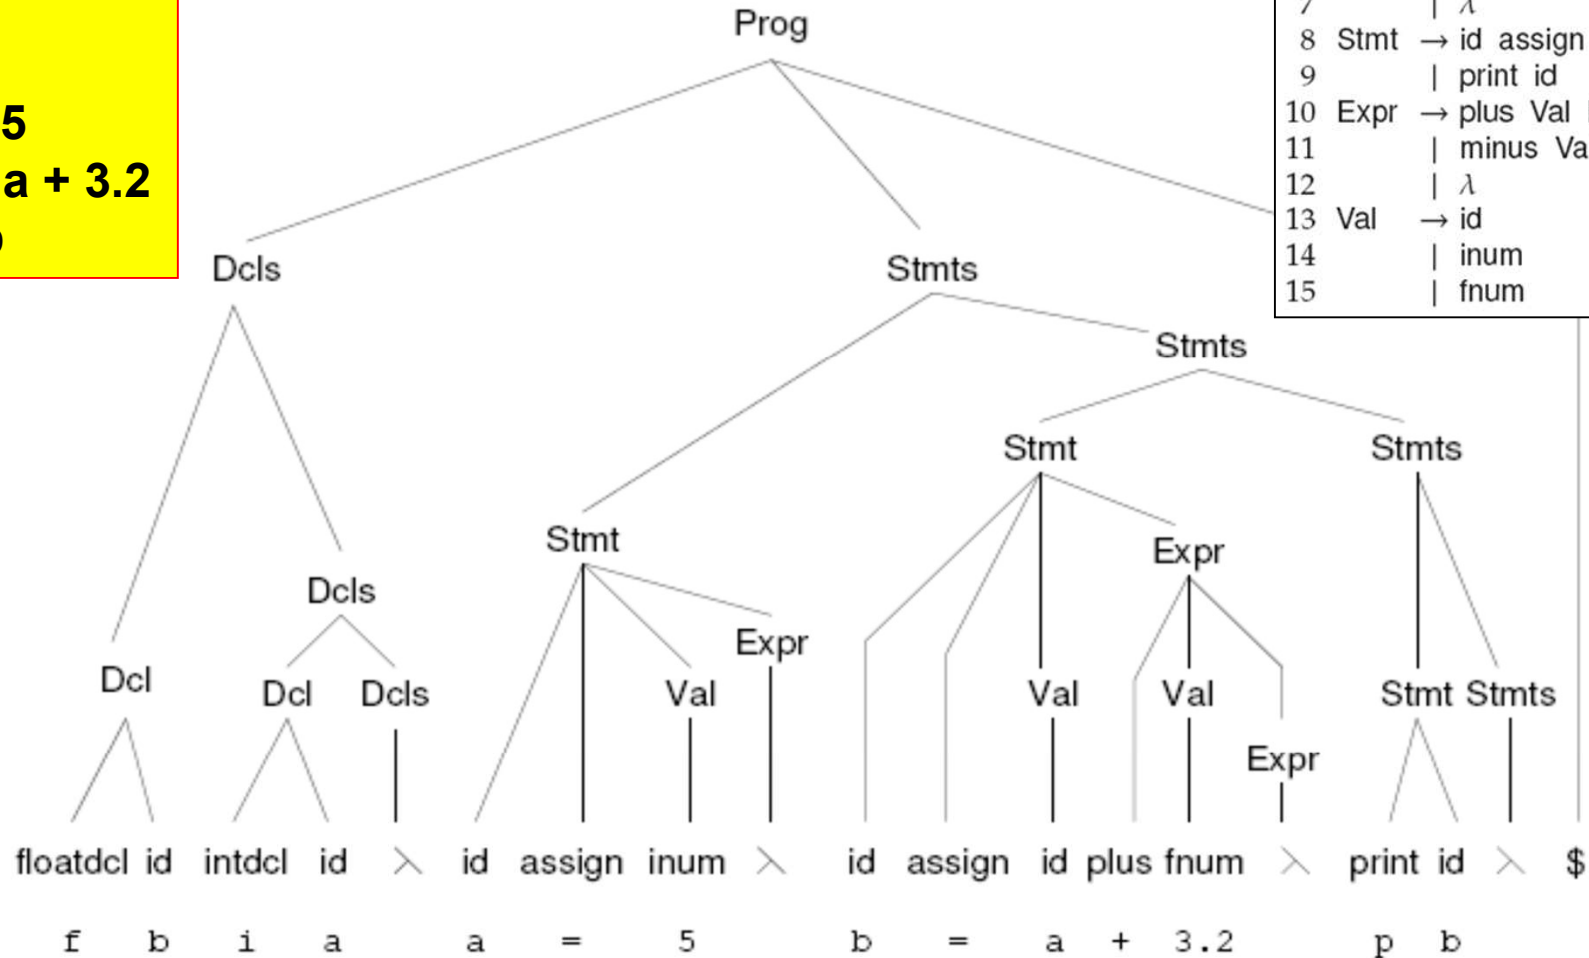 5
a + 3.2
Prog
7 | λ
8 Stmt → id assign
9 | print id
10 Expr → plus Val
11 | minus Va
12 | λ
13 Val → id
14 | inum
15 | fnum
Dcls Stmts
Stmts
Stmt Stmts
Stmt Expr
Dcls
Expr
Dcl Dcl Dcls Val Val Val Stmt Stmts
Expr
floatdcl id intdcl id λ id assign inum λ id assign id plus fnum λ print id λ $
f b i a a = 5 b = a + 3.2 p b